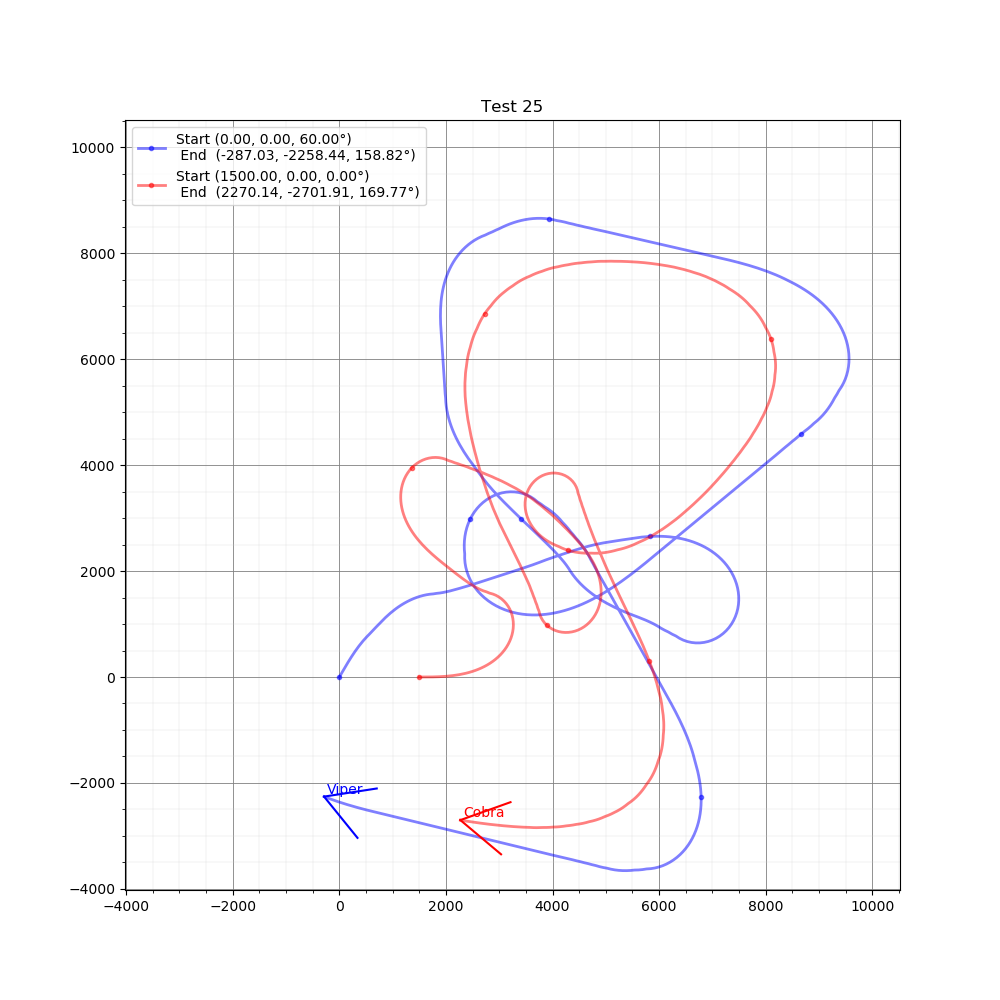 Test 25
Start (0.00, 0.00, 60.00°)
End (-287.03, -2258.44, 158.82°)
Start (1500.00, 0.00, 0.00°)
End (2270.14, -2701.91, 169.77°)
10000
8000
6000
4000
2000
0
−2000
−4000
Viper
Cobra
−4000 −2000 0 2000 4000 6000 8000 10000